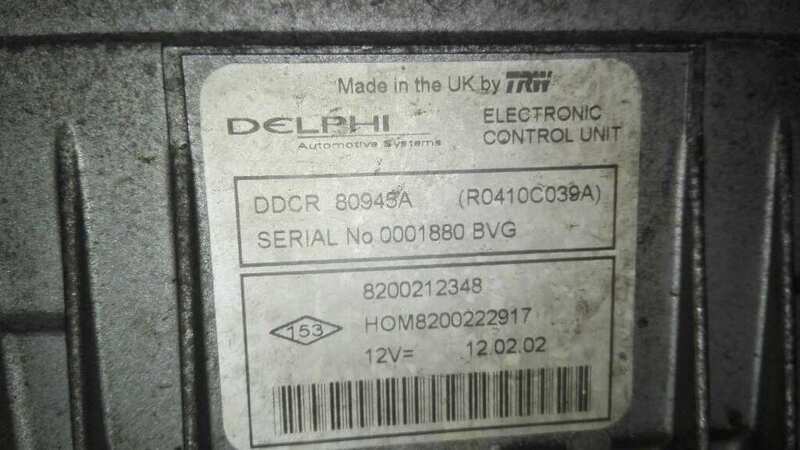 Made in the UK by TRW
DELPHI
Automotive Systems
ELECTRONIC
CONTROL UNIT
DDCR 80945A (R0410C039A)
SERIAL No 0001880 BVG
8200212348
153 HOM8200222917
12V= 12.02.02